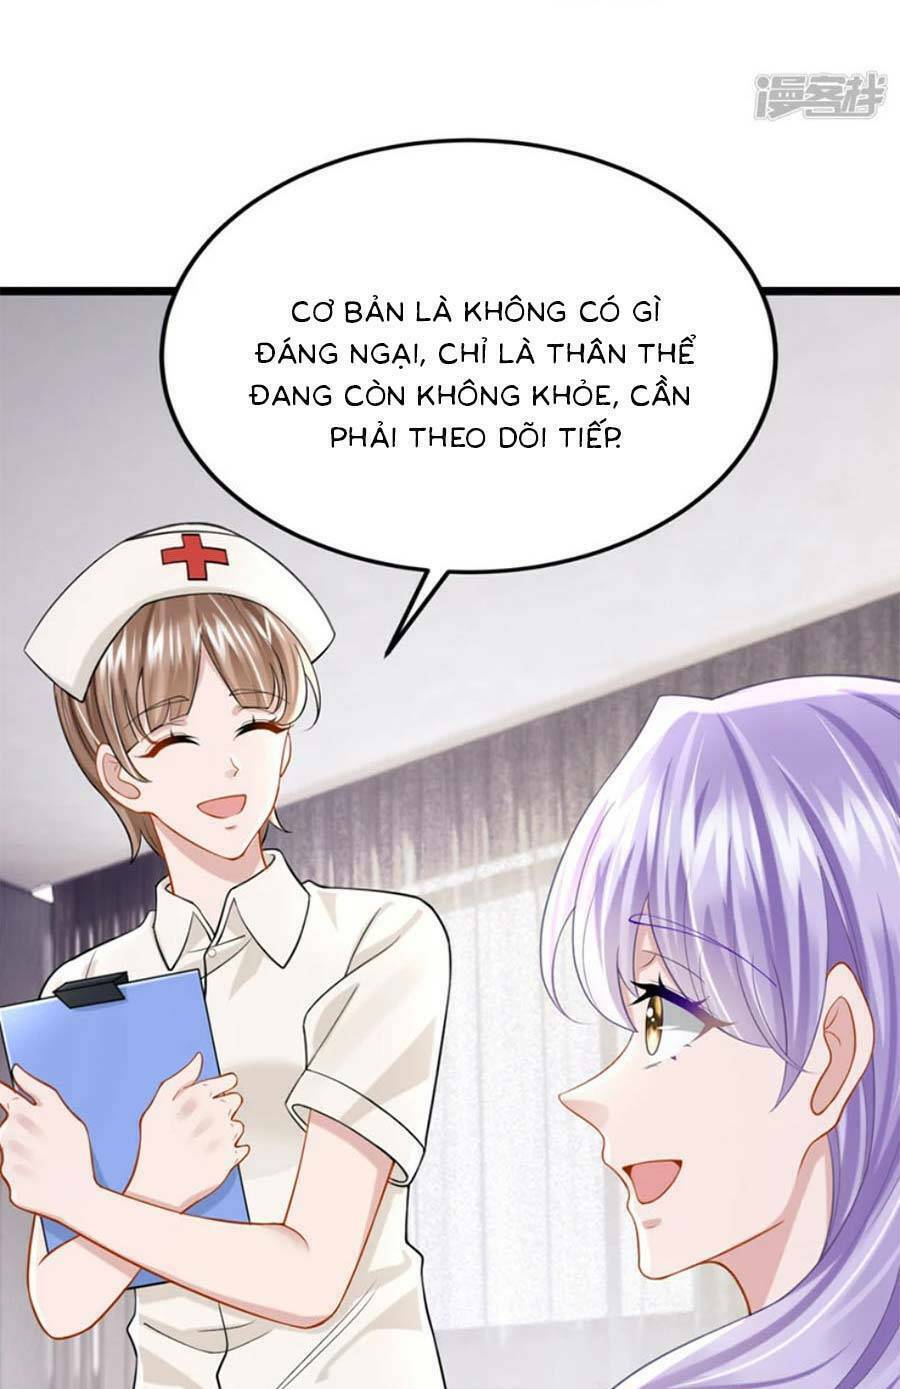 漫客栈
CƠ BẢN LÀ KHÔNG CÓ GÌ
ĐÁNG NGẠI, CHỈ LÀ THÂN THỂ
ĐANG CÒN KHÔNG KHỎE, CẦN
PHẢI THEO DÕI TIẾP.